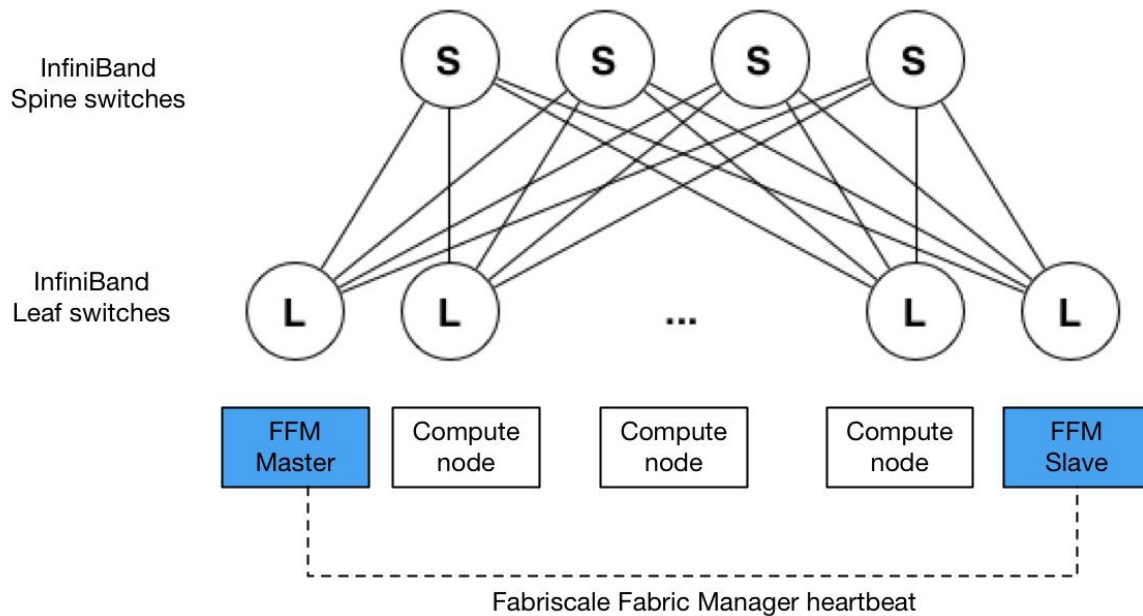 InfiniBand
Spine switches
S
S
S
S
InfiniBand
Leaf switches
L
L
...
L
L
FFM
Master
Compute
node
Compute
node
Compute
node
FFM
Slave
Fabriscale Fabric Manager heartbeat